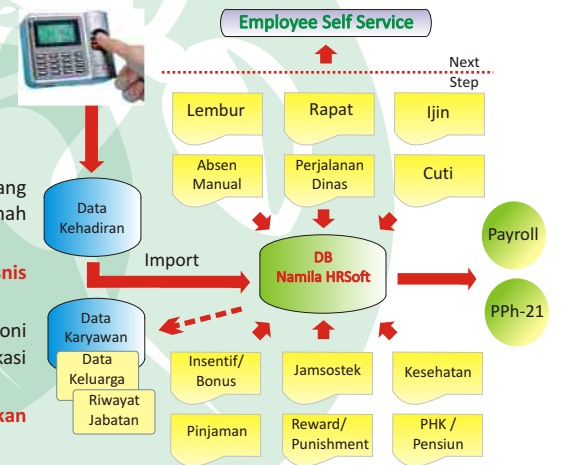 Employee Self Service
Next
Step
Lembur
Rapat
Ijin
Absen
Manual
Perjalanan
Dinas
Cuti
ang
nah
Data
Kehadiran
Import
DB
Namila HRSoft
Payroll
PPh-21
snis
oni
kasi
kan
Data
Karyawan
Data
Keluarga
Riwayat
Jabatan
Insentif/
Bonus
Jamsostek
Kesehatan
Pinjaman
Reward/
Punishment
PHK /
Pensiun